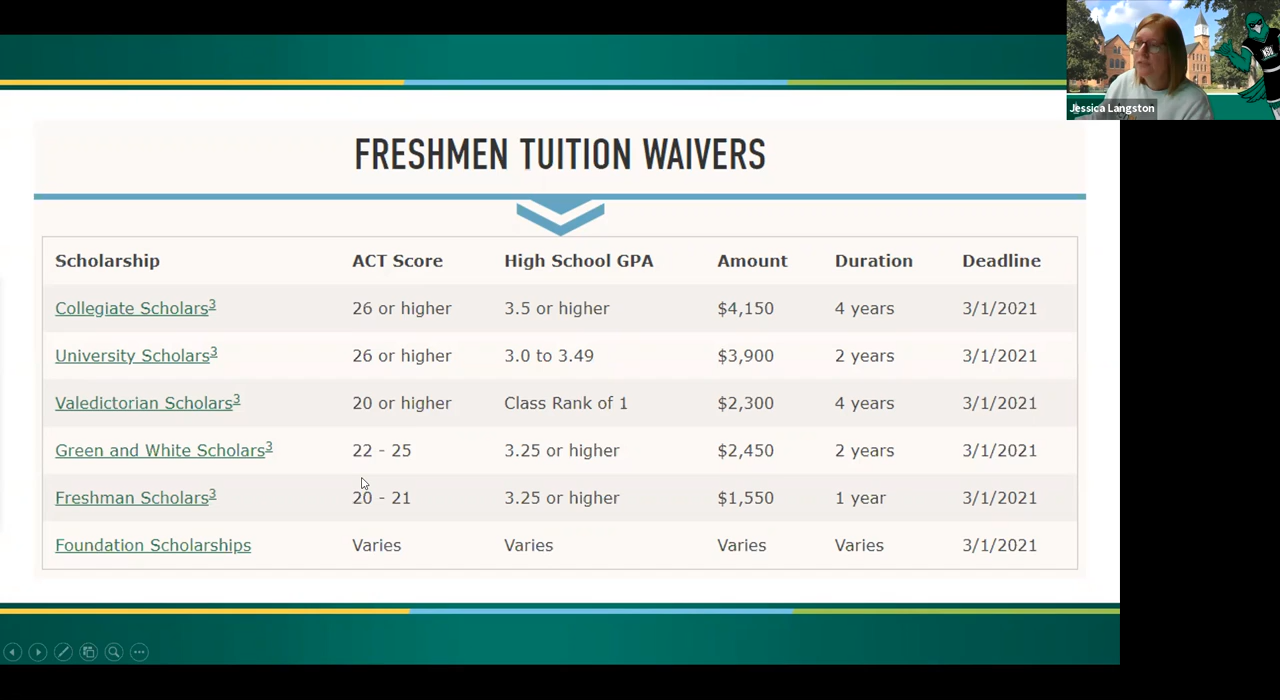 Jessica Langston
FRESHMEN TUITION WAIVERS
Scholarship ACT Score High School GPA Amount Duration Deadline
Collegiate Scholars3 26 or higher 3.5 or higher $4,150 4 years 3/1/2021
University Scholars3 26 or higher 3.0 to 3.49 $3,900 2 years 3/1/2021
Valedictorian Scholars3 20 or higher Class Rank of 1 $2,300 4 years 3/1/2021
Green and White Scholars3 22 - 25 3.25 or higher $2,450 2 years 3/1/2021
Freshman Scholars3 20 - 21 3.25 or higher $1,550 1 year 3/1/2021
Foundation Scholarships Varies Varies Varies Varies 3/1/2021